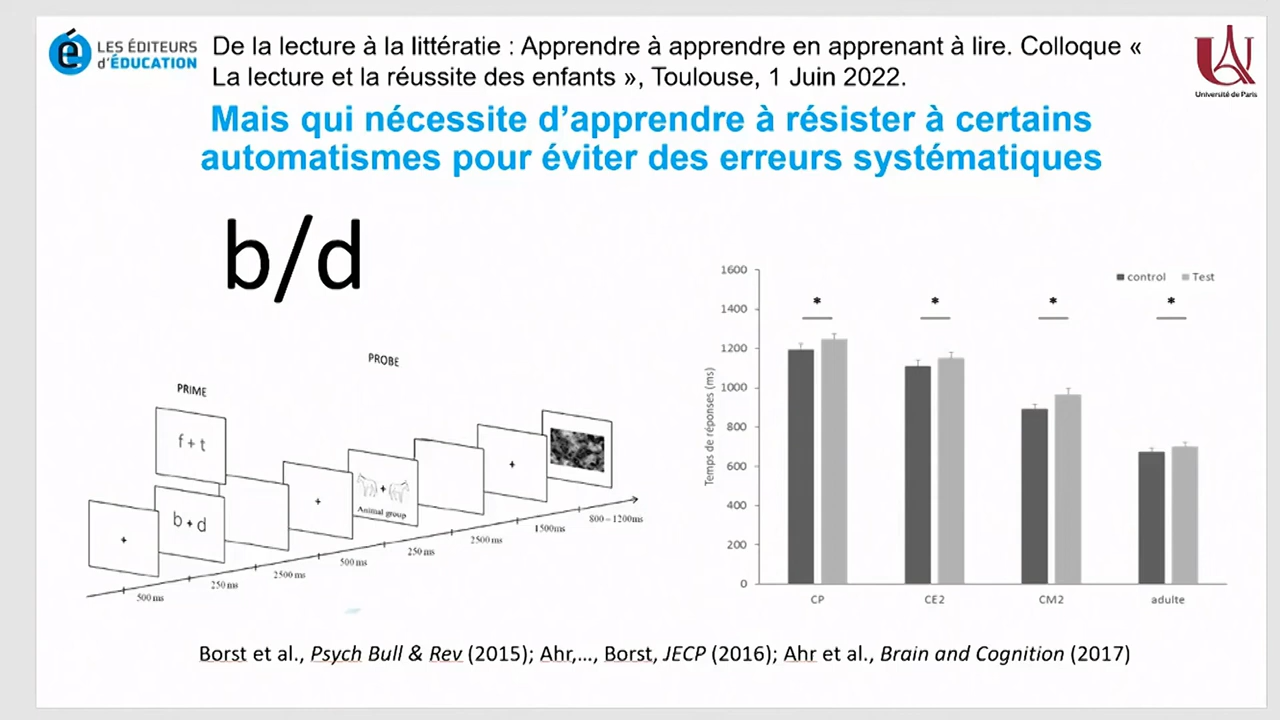 LES ÉDITEURS
d'ÉDUCATION
De la lecture à la littératie : Apprendre à apprendre en apprenant à lire. Colloque «
La lecture et la réussite des enfants », Toulouse, 1 Juin 2022.
Université de Paris
Mais qui nécessite d'apprendre à résister à certains
automatismes pour éviter des erreurs systématiques
b/d
PROBE
PRIME
f + t
b + d
+
+
+
Animal group
+
500 ms
250 ms
2500 ms
500 ms
250 ms
2500 ms
1500ms
800 – 1200ms
control
Test
Temps de réponses (ms)
1600
1400
1200
1000
800
600
400
200
0
*
*
*
*
CP
CE2
CM2
adulte
Borst et al., Psych Bull & Rev (2015); Ahr,..., Borst, JECP (2016); Ahr et al., Brain and Cognition (2017)